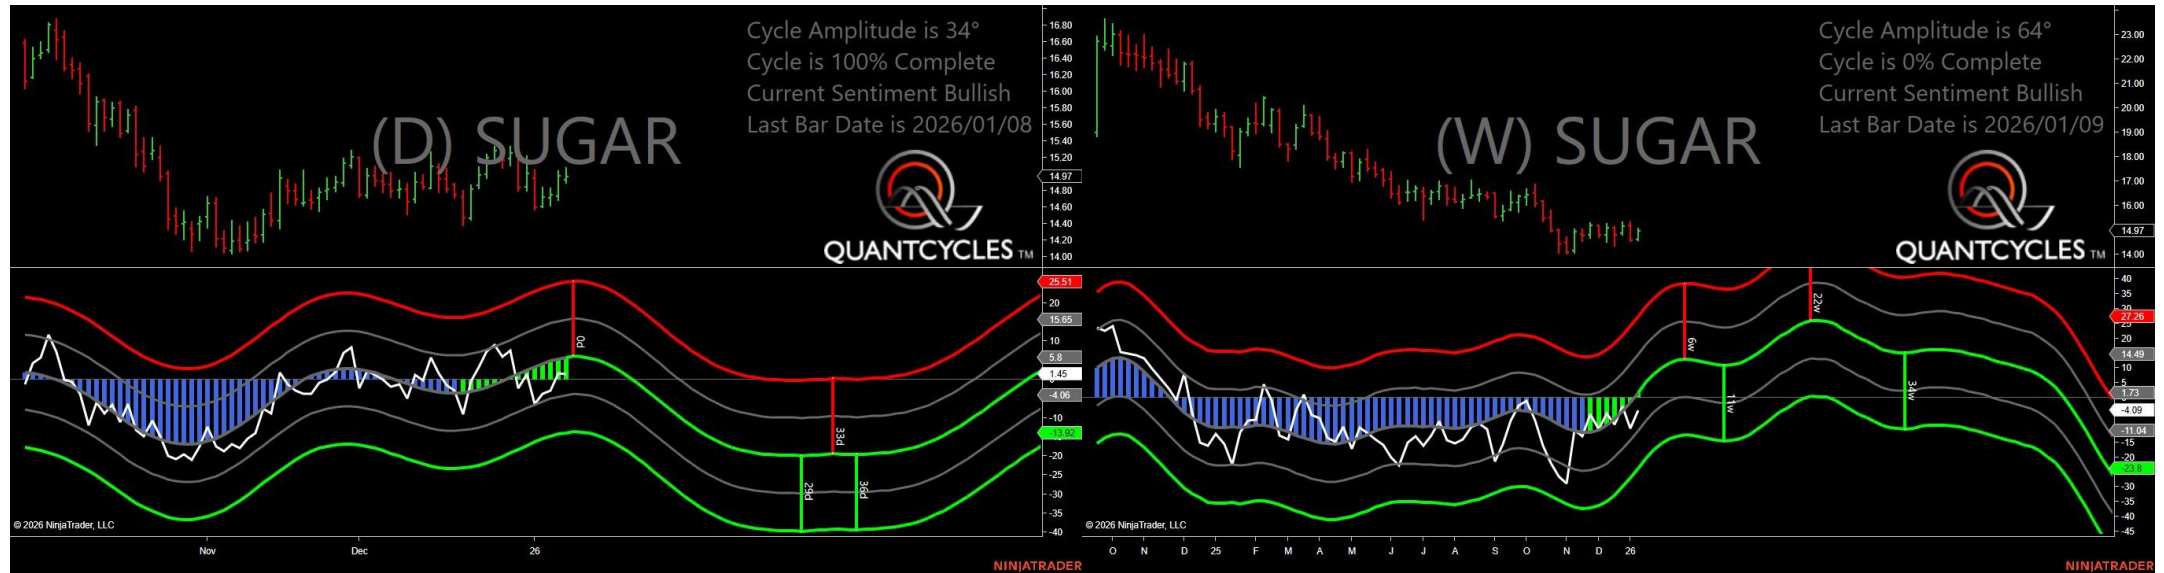 Cycle Amplitude is 34°
Cycle is 100% Complete
Current Sentiment Bullish
Last Bar Date is 2026/01/08
(D) SUGAR
QUANTCYCLES TM
16.80
16.60
16.40
16.20
16.00
15.80
15.60
15.40
15.20
14.97
14.80
14.60
14.40
14.20
14.00
25.51
20
15.65
10
5.8
1.45
-4.06
-10
-13.92
-20
-25
-30
-35
-40
0d
33d
29d
36d
© 2026 NinjaTrader, LLC
Nov
Dec
26
NINJATRADER
Cycle Amplitude is 64°
Cycle is 0% Complete
Current Sentiment Bullish
Last Bar Date is 2026/01/09
(W) SUGAR
QUANTCYCLES TM
23.00
22.00
21.00
20.00
19.00
18.00
17.00
16.00
14.97
14.00
40
35
27.26
25
20
14.49
10
5
1.73
-4.09
-11.04
-15
-20
-23.8
-30
-35
-40
-45
6w
11w
22w
34w
© 2026 NinjaTrader, LLC
O N D 25 F M A M J J A S O N D 26
NINJATRADER